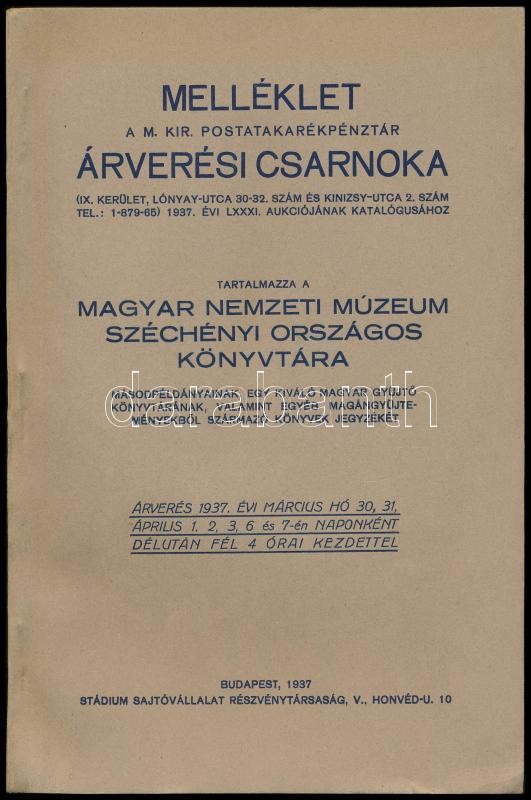 MELLÉKLET
A M. KIR. POSTATAKARÉKPÉNZTÁR
ÁRVERÉSI CSARNOKA
(IX. KERÜLET, LÓNYAY-UTCA 30-32. SZÁM ÉS KINIZSY-UTCA 2. SZÁM
TEL.: 1-879-65) 1937. ÉVI LXXXI. AUKCIÓJÁNAK KATALÓGUSÁHOZ
TARTALMAZZA A
MAGYAR NEMZETI MÚZEUM
SZÉCHÉNYI ORSZÁGOS
KÖNYVTÁRA
MÁSODPÉLDÁNYAINAK, EGY KIVÁLÓ MAGYAR GYÜJTŐ
KÖNYVTÁRÁNAK, VALAMINT EGYÉB MAGÁNGYÜJTE-
MÉNYEKBŐL SZÁRMAZÓ KÖNYVEK JEGYZÉKÉT
darabanth
ÁRVERÉS 1937. ÉVI MÁRCIUS HÓ 30, 31,
ÁPRILIS 1, 2, 3, 6 és 7-én NAPONKÉNT
DÉLUTÁN FÉL 4 ÓRAI KEZDETTEL
BUDAPEST, 1937
STÁDIUM SAJTÓVÁLLALAT RÉSZVÉNYTÁRSASÁG, V., HONVÉD-U. 10